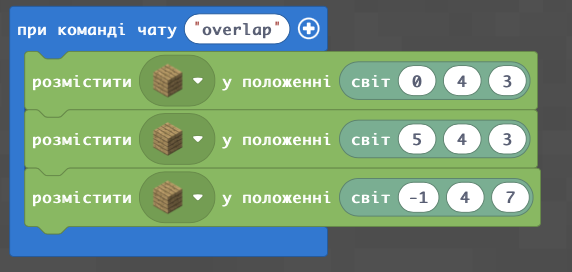 при команді чату "overlap"
розмістити у положенні світ 0 4 3
розмістити у положенні світ 5 4 3
розмістити у положенні світ -1 4 7